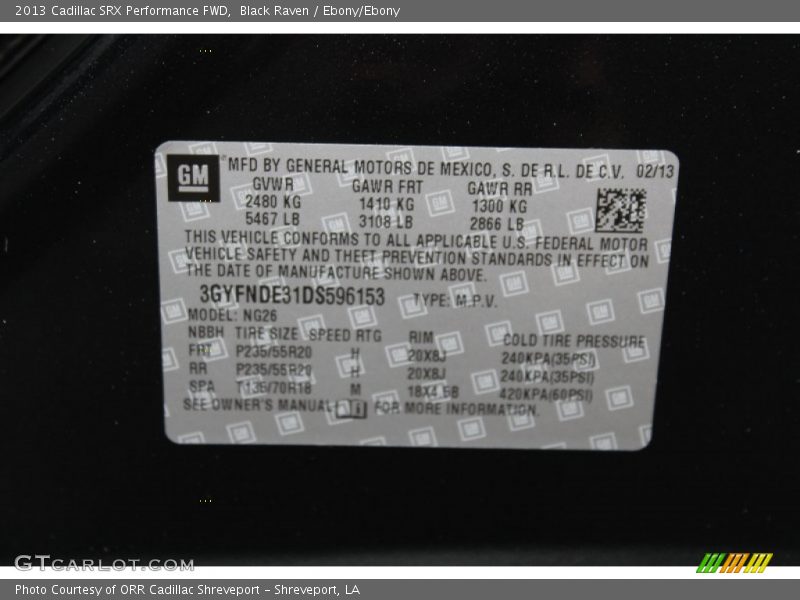 2013 Cadillac SRX Performance FWD, Black Raven / Ebony/Ebony
GM
MFD BY GENERAL MOTORS DE MEXICO, S. DE R.L. DE C.V. 02/13
GVWR GAWR FRT GAWR RR
2480 KG 1410 KG 1300 KG
5467 LB 3108 LB 2866 LB
THIS VEHICLE CONFORMS TO ALL APPLICABLE U.S. FEDERAL MOTOR
VEHICLE SAFETY AND THEFT PREVENTION STANDARDS IN EFFECT ON
THE DATE OF MANUFACTURE SHOWN ABOVE.
3GYFNDE31DS596153 TYPE: M.P.V.
MODEL: NG26
NBBH TIRE SIZE SPEED RTG RIM COLD TIRE PRESSURE
FRT P235/55R20 H 20X8J 240KPA(35PSI)
RR P235/55R20 H 20X8J 240KPA(35PSI)
SPA T135/70R18 M 18X4.5B 420KPA(60PSI)
SEE OWNER'S MANUAL FOR MORE INFORMATION.
GTCARLOT.COM
Photo Courtesy of ORR Cadillac Shreveport - Shreveport, LA